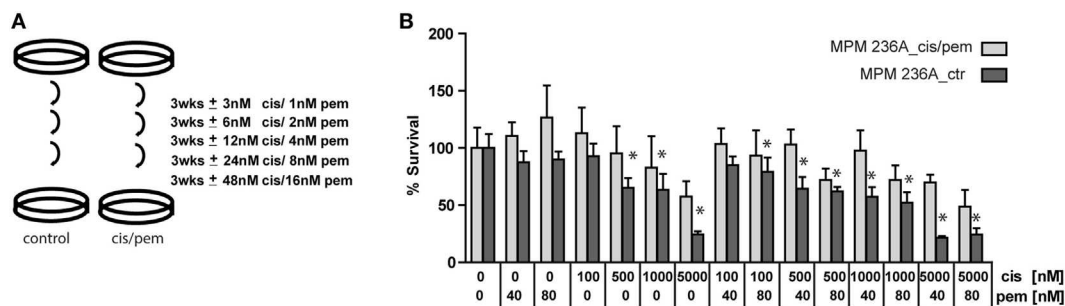 A
3wks ± 3nM cis/ 1nM pem
3wks ± 6nM cis/ 2nM pem
3wks ± 12nM cis/ 4nM pem
3wks ± 24nM cis/ 8nM pem
3wks ± 48nM cis/16nM pem
control cis/pem
B
MPM 236A_cis/pem
MPM 236A_ctr
% Survival
200
150
100
50
0
* * * * * * * * * * *
0 0 0 100 500 1000 5000 100 100 500 500 1000 1000 5000 5000 cis [nM]
0 40 80 0 0 0 0 40 80 40 80 40 80 40 80 pem [nM]